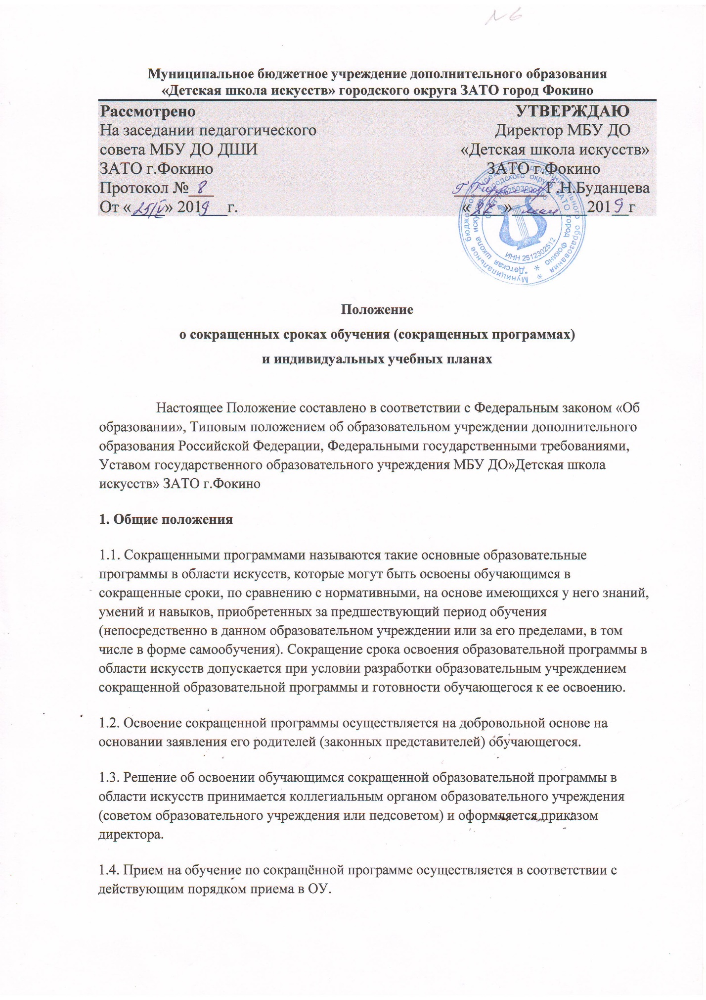 №6
Муниципальное бюджетное учреждение дополнительного образования
«Детская школа искусств» городского округа ЗАТО город Фокино
Рассмотрено УТВЕРЖДАЮ
На заседании педагогического Директор МБУ ДО
совета МБУ ДО ДШИ «Детская школа искусств»
ЗАТО г.Фокино ЗАТО г.Фокино
Протокол № 8 Г.Н.Буданцева
От «25/IV» 2019 г. «27» мая 2019 г
Муниципальное бюджетное учреждение дополнительного образования
"Детская школа искусств" городского округа ЗАТО город Фокино
ИНН 2512302512
Положение
о сокращенных сроках обучения (сокращенных программах)
и индивидуальных учебных планах
Настоящее Положение составлено в соответствии с Федеральным законом «Об
образовании», Типовым положением об образовательном учреждении дополнительного
образования Российской Федерации, Федеральными государственными требованиями,
Уставом государственного образовательного учреждения МБУ ДО»Детская школа
искусств» ЗАТО г.Фокино
1. Общие положения
1.1. Сокращенными программами называются такие основные образовательные
программы в области искусств, которые могут быть освоены обучающимся в
сокращенные сроки, по сравнению с нормативными, на основе имеющихся у него знаний,
умений и навыков, приобретенных за предшествующий период обучения
(непосредственно в данном образовательном учреждении или за его пределами, в том
числе в форме самообучения). Сокращение срока освоения образовательной программы в
области искусств допускается при условии разработки образовательным учреждением
сокращенной образовательной программы и готовности обучающегося к ее освоению.
1.2. Освоение сокращенной программы осуществляется на добровольной основе на
основании заявления его родителей (законных представителей) обучающегося.
1.3. Решение об освоении обучающимся сокращенной образовательной программы в
области искусств принимается коллегиальным органом образовательного учреждения
(советом образовательного учреждения или педсоветом) и оформляется приказом
директора.
1.4. Прием на обучение по сокращённой программе осуществляется в соответствии с
действующим порядком приема в ОУ.